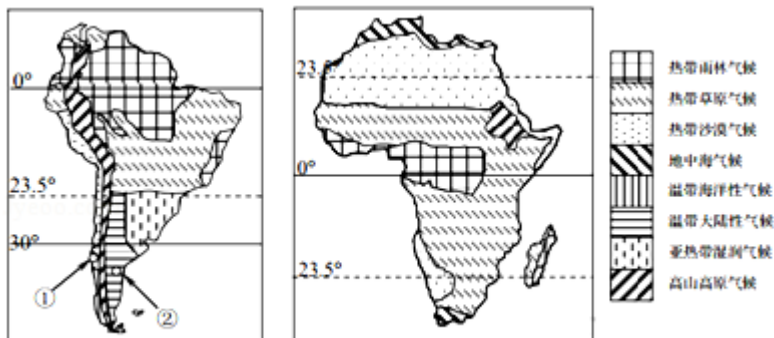 0°
23.5°
30°
①
②
23.5°
0°
23.5°
热带雨林气候
热带草原气候
热带沙漠气候
地中海气候
温带海洋性气候
温带大陆性气候
亚热带湿润气候
高山高原气候